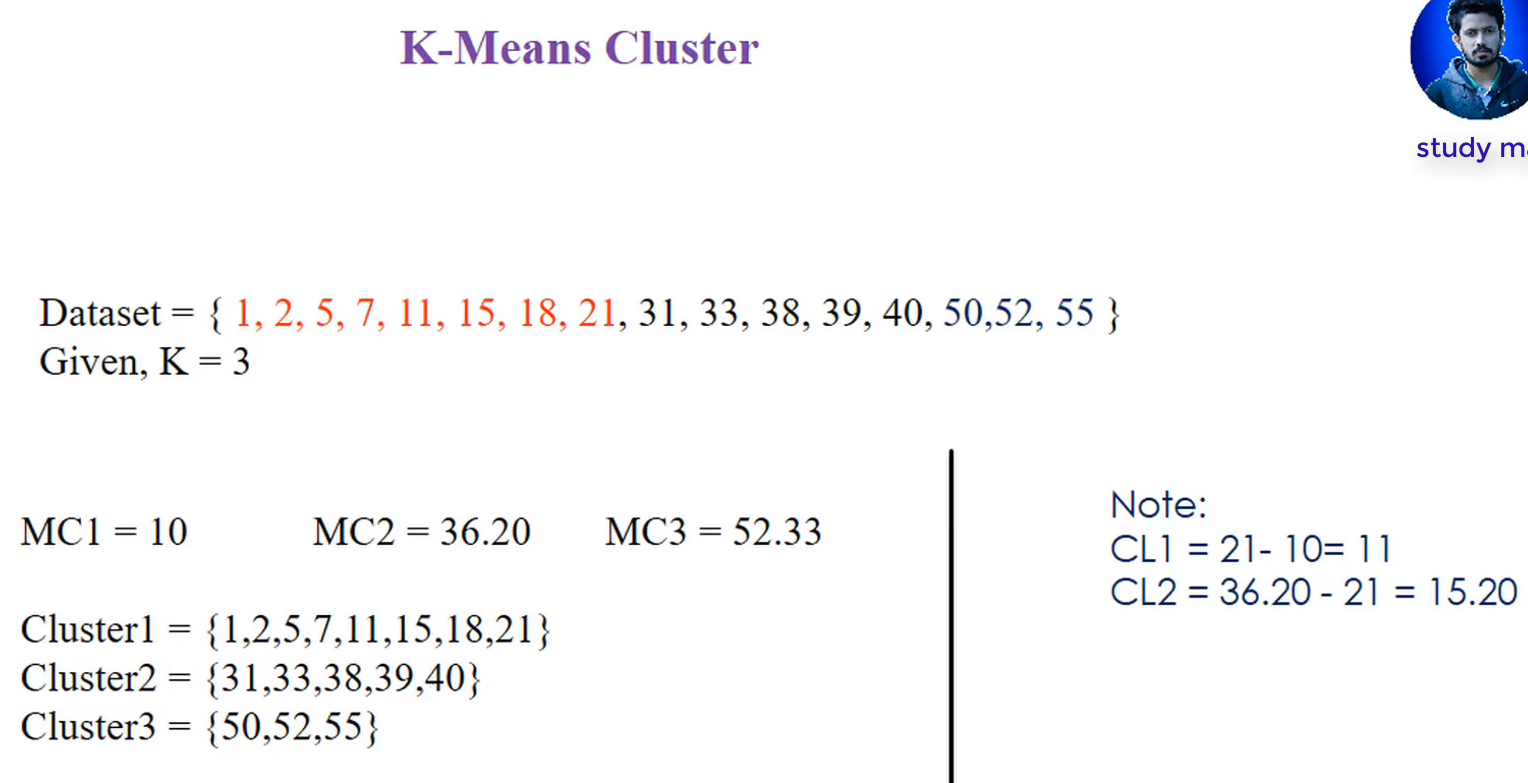 K-Means Cluster
study
Dataset = { 1, 2, 5, 7, 11, 15, 18, 21, 31, 33, 38, 39, 40, 50,52, 55 }
Given, K = 3
MC1 = 10 MC2 = 36.20 MC3 = 52.33
Cluster1 = {1,2,5,7,11,15,18,21}
Cluster2 = {31,33,38,39,40}
Cluster3 = {50,52,55}
Note:
CL1 = 21- 10= 11
CL2 = 36.20 - 21 = 15.20